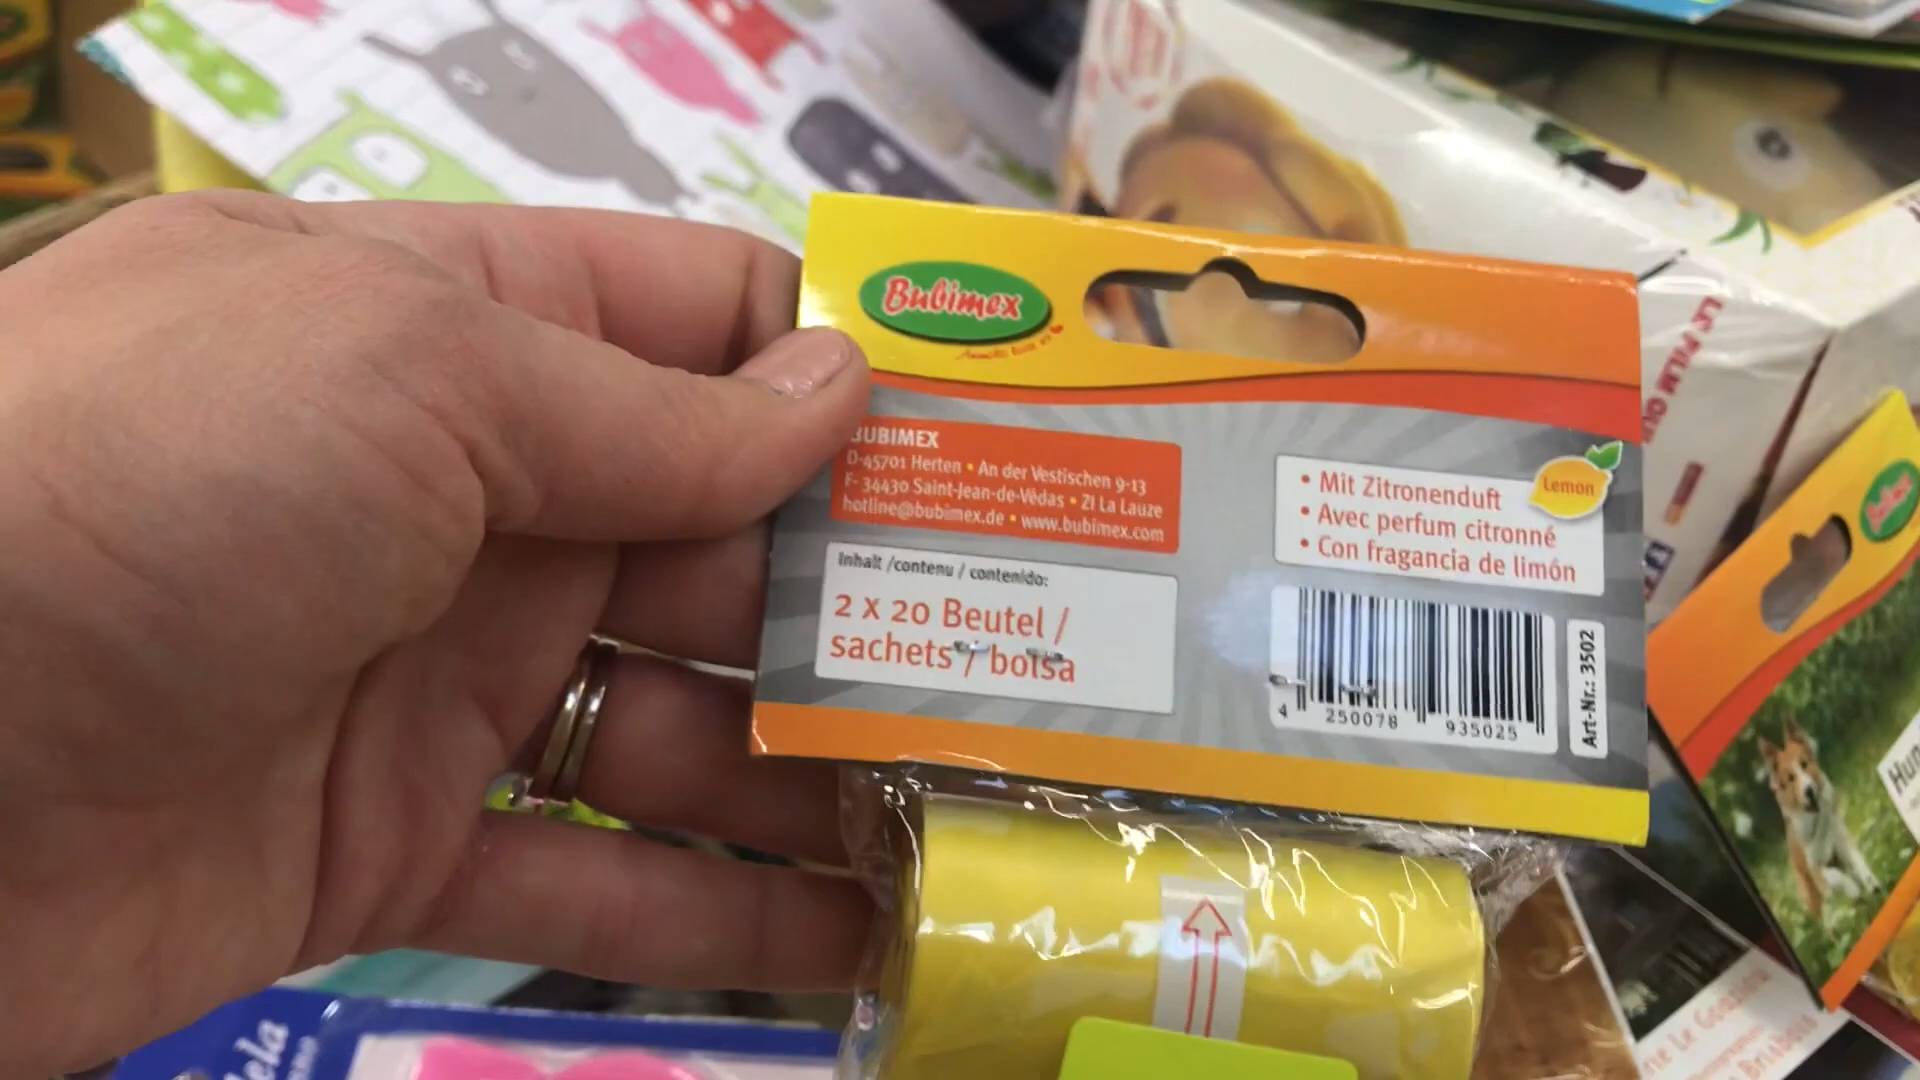 Bubimex
BUBIMEX
D-45701 Herten • An der Vestischen 9-13
F- 34430 Saint-Jean-de-Védas • ZI La Lauze
hotline@bubimex.de • www.bubimex.com
Inhalt /contenu / contenido:
2 x 20 Beutel /
sachets / bolsa
• Mit Zitronenduft
• Avec perfum citronné
• Con fragancia de limón
Lemon
4 250078 935025
Art-Nr.: 3502
LE FILM